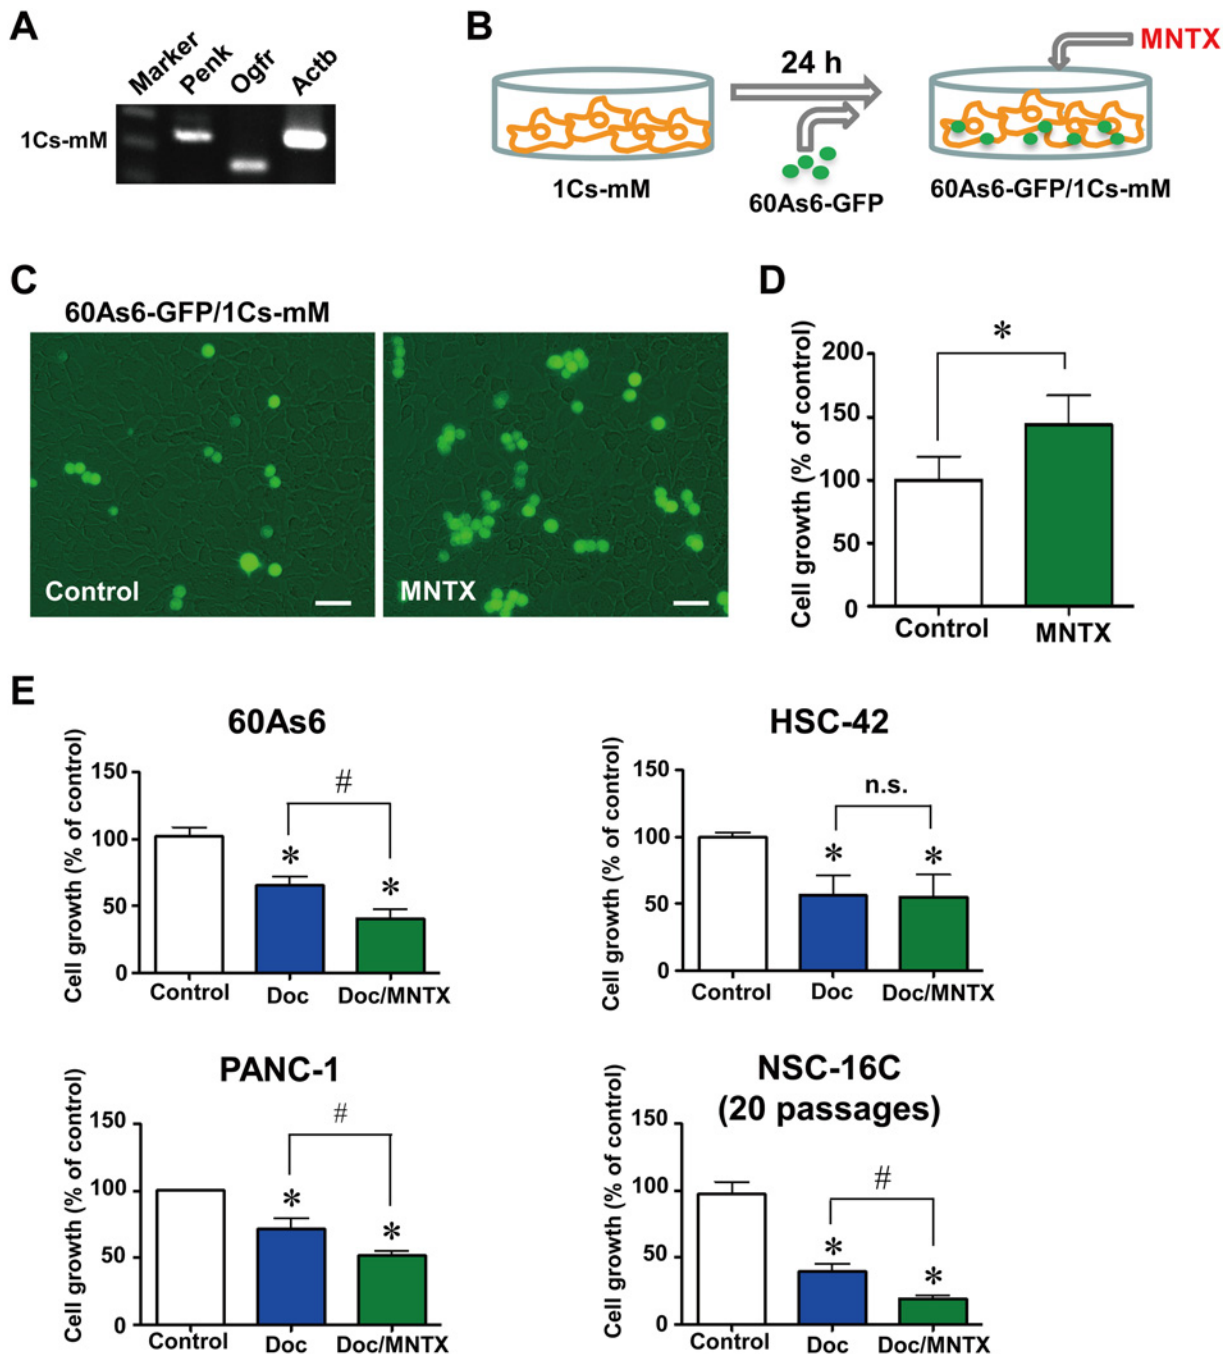 A
Marker
Penk
Ogfr
Actb
1Cs-mM
B
24 h
MNTX
1Cs-mM
60As6-GFP
60As6-GFP/1Cs-mM
C
60As6-GFP/1Cs-mM
Control
MNTX
D
Cell growth (% of control)
200
150
100
50
0
*
Control
MNTX
E
60As6
Cell growth (% of control)
150
100
50
0
#
*
*
Control
Doc
Doc/MNTX
HSC-42
Cell growth (% of control)
150
100
50
0
n.s.
*
*
Control
Doc
Doc/MNTX
PANC-1
Cell growth (% of control)
150
100
50
0
#
*
*
Control
Doc
Doc/MNTX
NSC-16C
(20 passages)
Cell growth (% of control)
150
100
50
0
#
*
*
Control
Doc
Doc/MNTX